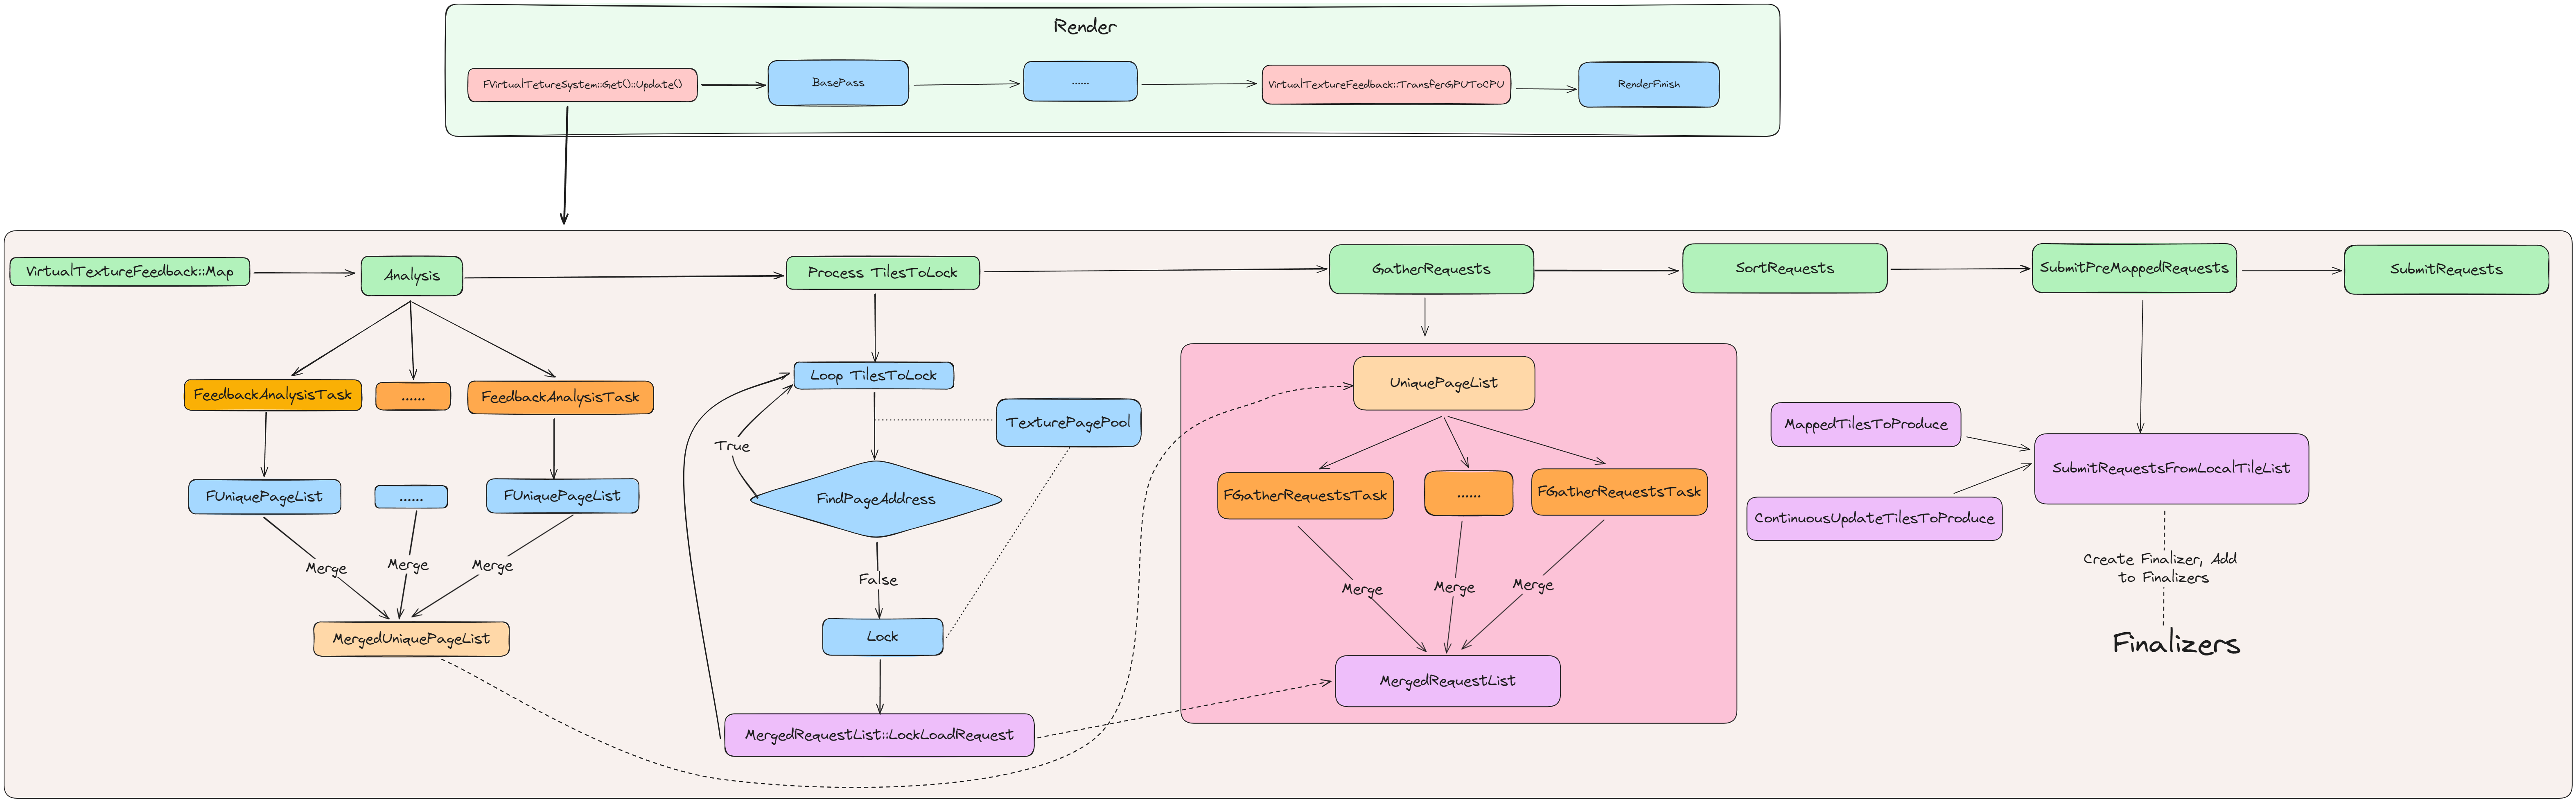 Render
FVirtualTetureSystem::Get()::Update()
BasePass
......
VirtualTextureFeedback::TransferGPUToCPU
RenderFinish
VirtualTextureFeedback::Map
Analysis
Process TilesToLock
GatherRequests
SortRequests
SubmitPreMappedRequests
SubmitRequests
FeedbackAnalysisTask
......
FeedbackAnalysisTask
FUniquePageList
......
FUniquePageList
Merge
Merge
Merge
MergedUniquePageList
Loop TilesToLock
TexturePagePool
True
FindPageAddress
False
Lock
MergedRequestList::LockLoadRequest
UniquePageList
FGatherRequestsTask
......
FGatherRequestsTask
Merge
Merge
Merge
MergedRequestList
MappedTilesToProduce
SubmitRequestsFromLocalTileList
ContinuousUpdateTilesToProduce
Create Finalizer, Add
to Finalizers
Finalizers